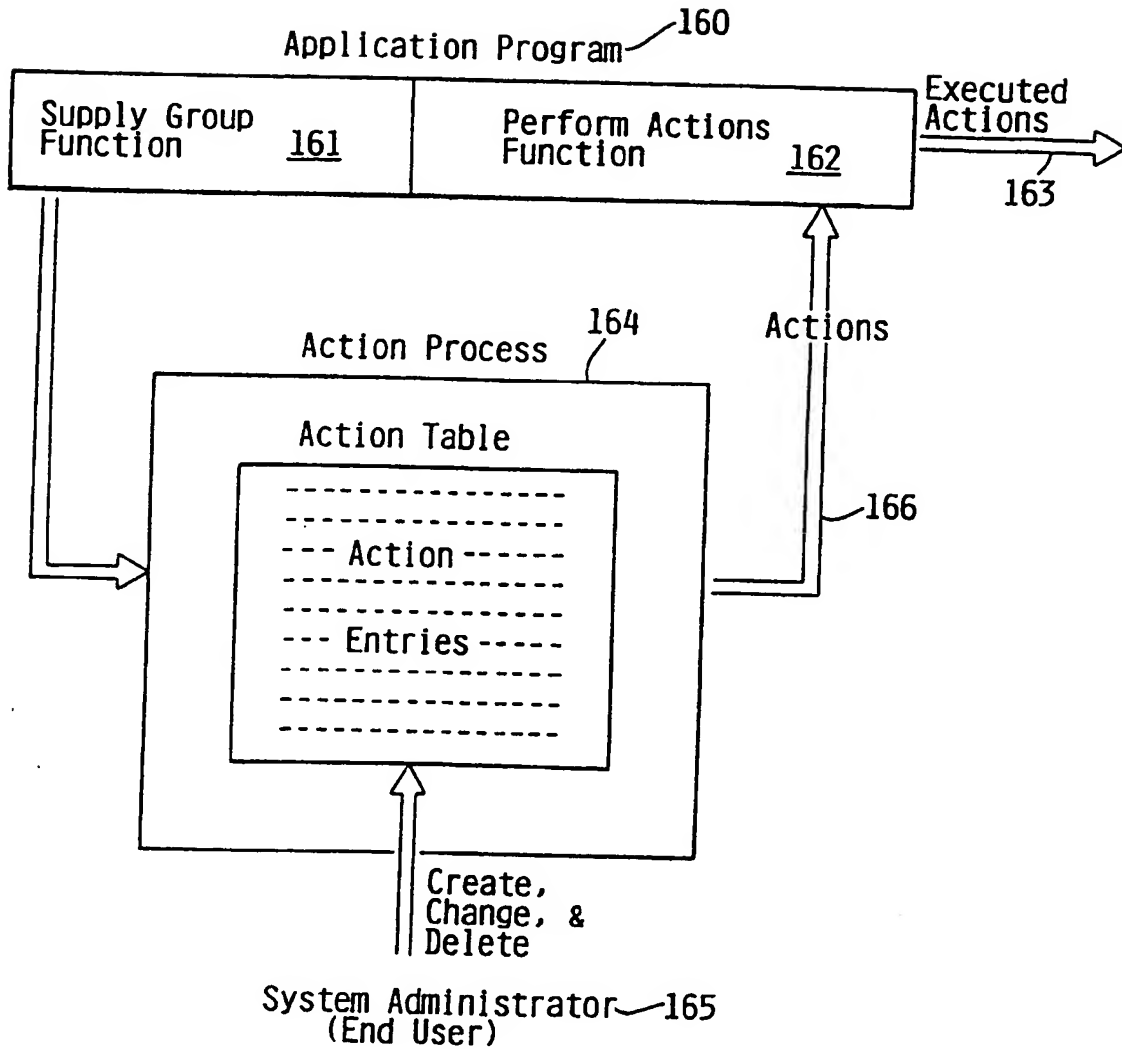 Application Program 160
Supply Group
Function 161
Perform Actions
Function 162
Executed
Actions
163
Actions
164
Action Process
Action Table
Action
Entries
166
Create,
Change, &
Delete
System Administrator 165
(End User)